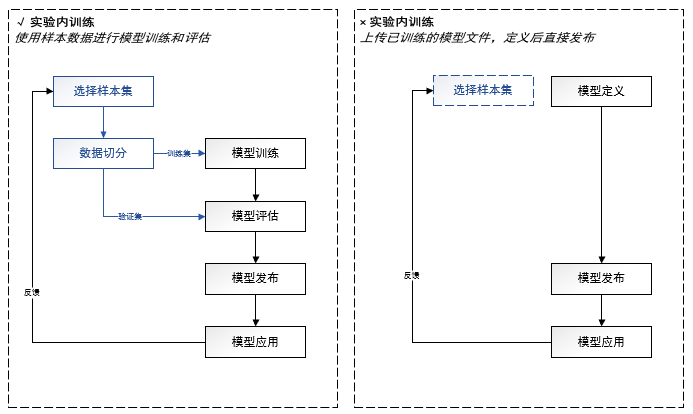 √ 实验内训练
使用样本数据进行模型训练和评估
选择样本集
数据切分
训练集
模型训练
验证集
模型评估
模型发布
反馈
模型应用
× 实验内训练
上传已训练的模型文件，定义后直接发布
选择样本集
模型定义
反馈
模型发布
模型应用